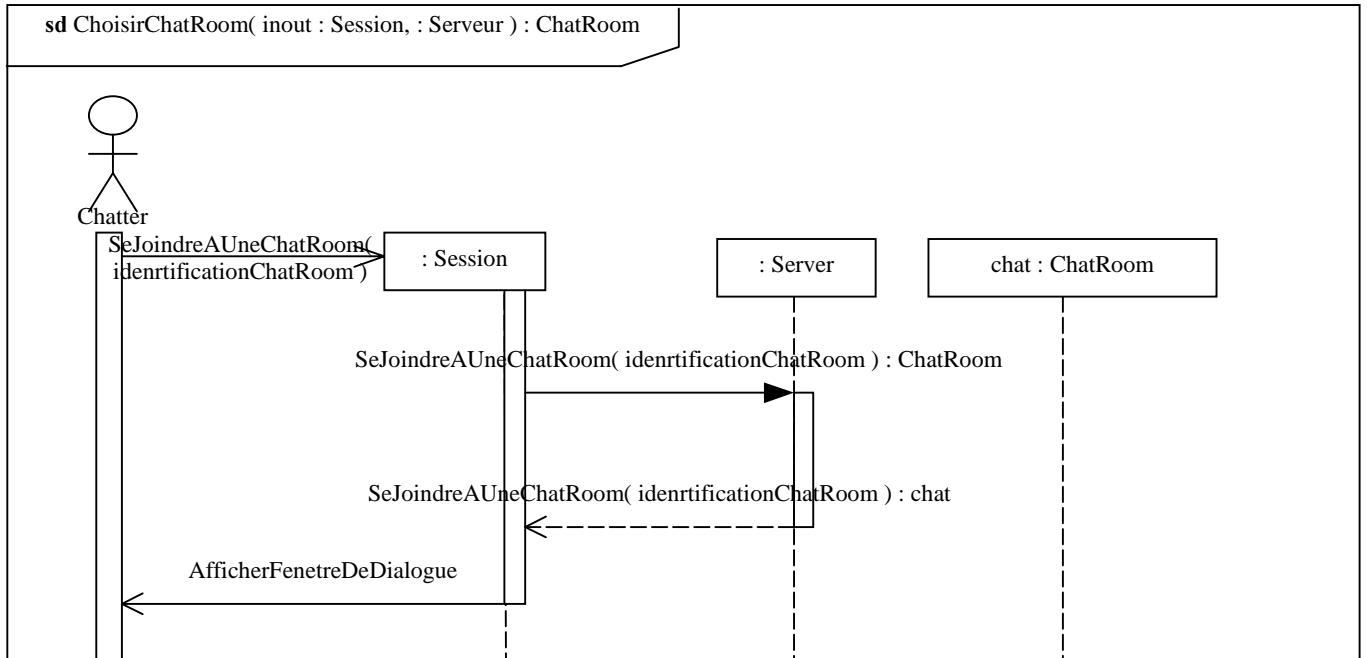 sd ChoisirChatRoom( inout : Session, : Serveur ) : ChatRoom
Chatter
SeJoindreAUneChatRoom(
idenrtificationChatRoom )
: Session
: Server
chat : ChatRoom
SeJoindreAUneChatRoom( idenrtificationChatRoom ) : ChatRoom
SeJoindreAUneChatRoom( idenrtificationChatRoom ) : chat
AfficherFenetreDeDialogue